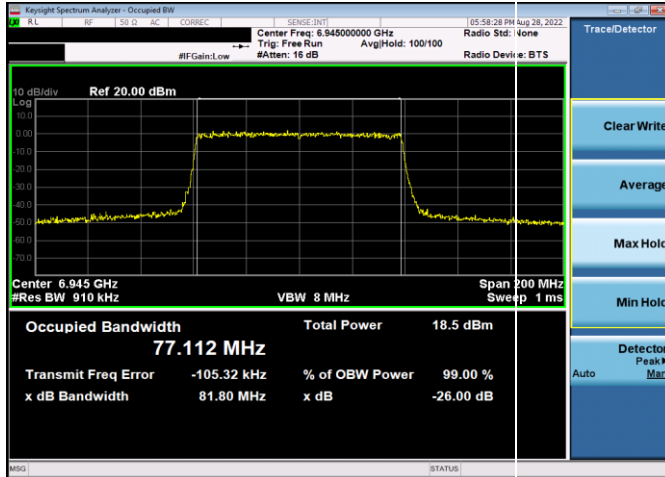 Keysight Spectrum Analyzer - Occupied BW
RL RF 50 Ω AC CORREC SENSE:INT 05:58:28 PM Aug 28, 2022
Center Freq: 6.945000000 GHz Radio Std: None
Trig: Free Run Avg|Hold: 100/100
#IFGain:Low #Atten: 16 dB Radio Device: BTS
Trace/Detector
10 dB/div Ref 20.00 dBm
Log
10.0
0.00
-10.0
-20.0
-30.0
-40.0
-50.0
-60.0
-70.0
Center 6.945 GHz Span 200 MHz
#Res BW 910 kHz VBW 8 MHz Sweep 1 ms
Occupied Bandwidth Total Power 18.5 dBm
77.112 MHz
Transmit Freq Error -105.32 kHz % of OBW Power 99.00 %
x dB Bandwidth 81.80 MHz x dB -26.00 dB
Clear Write
Average
Max Hold
Min Hold
Detector
Peak
Auto Man
MSG STATUS